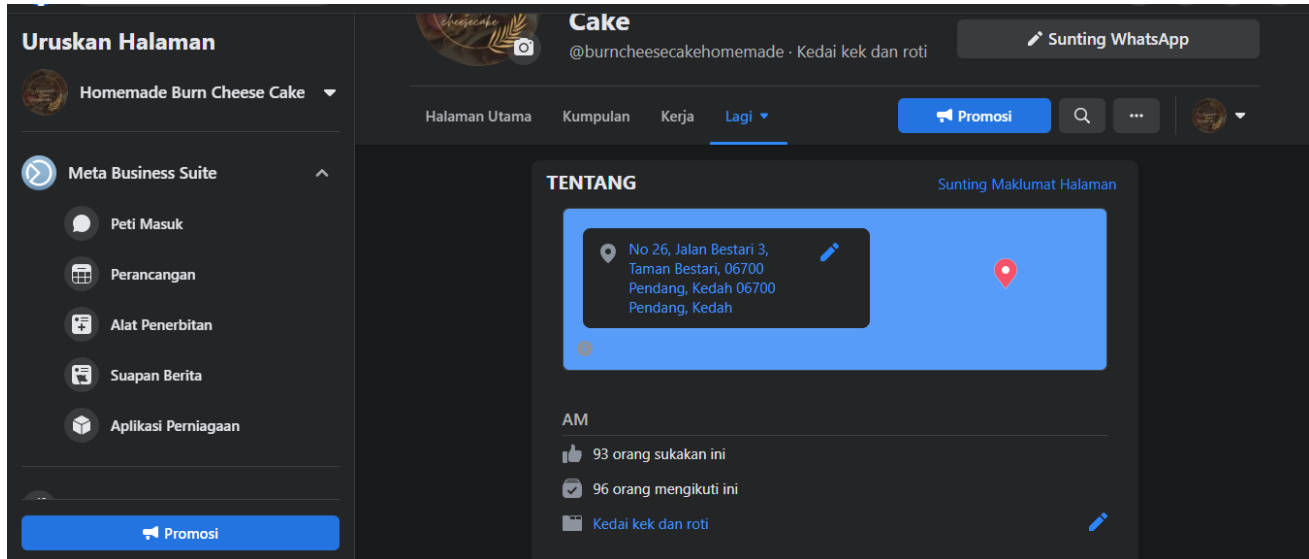 Uruskan Halaman
Homemade Burn Cheese Cake
Meta Business Suite
Peti Masuk
Perancangan
Alat Penerbitan
Suapan Berita
Aplikasi Perniagaan
Promosi
cheesecake
Cake
@burncheesecakehomemade · Kedai kek dan roti
Sunting WhatsApp
Halaman Utama Kumpulan Kerja Lagi
Promosi
TENTANG
Sunting Maklumat Halaman
No 26, Jalan Bestari 3,
Taman Bestari, 06700
Pendang, Kedah 06700
Pendang, Kedah
AM
93 orang sukakan ini
96 orang mengikuti ini
Kedai kek dan roti